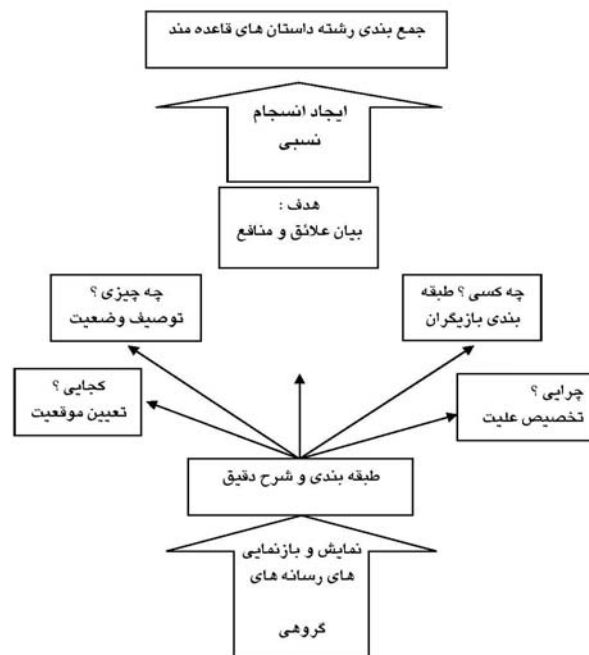 جمع بندی رشته داستان های قاعده مند
ایجاد انسجام
نسبی
هدف :
بیان علائق و منافع
چه کسی ؟ طبقه
بندی بازیگران
چه چیزی ؟
توصیف وضعیت
چرایی ؟
تخصیص علیت
کجایی ؟
تعیین موقعیت
طبقه بندی و شرح دقیق
نمایش و بازنمایی
های رسانه های
گروهی